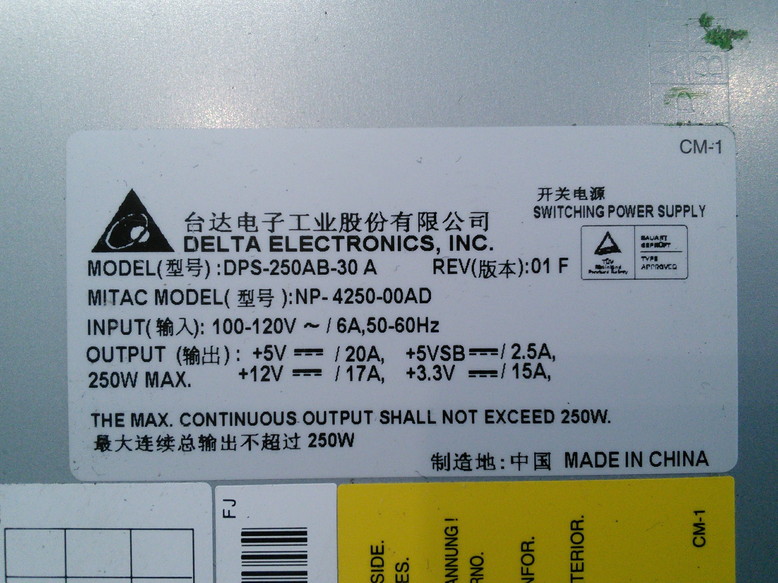 CM-1
台达电子工业股份有限公司
DELTA ELECTRONICS, INC.
开关电源
SWITCHING POWER SUPPLY
BAUART
GEPRÜFT
TÜV
TYPE
APPROVED
MODEL(型号):DPS-250AB-30 A REV(版本):01 F
MITAC MODEL( 型号 ):NP- 4250-00AD
INPUT( 输入): 100-120V ~ / 6A,50-60Hz
OUTPUT (输出) : +5V ⎓ / 20A, +5VSB ⎓ / 2.5A,
250W MAX. +12V ⎓ / 17A, +3.3V ⎓ / 15A,
THE MAX. CONTINUOUS OUTPUT SHALL NOT EXCEED 250W.
最大连续总输出不超过 250W
制造地: 中国 MADE IN CHINA
FJ
SIDE.
ES.
ANNUNG !
RNO.
NFOR.
TERIOR.
CM-1